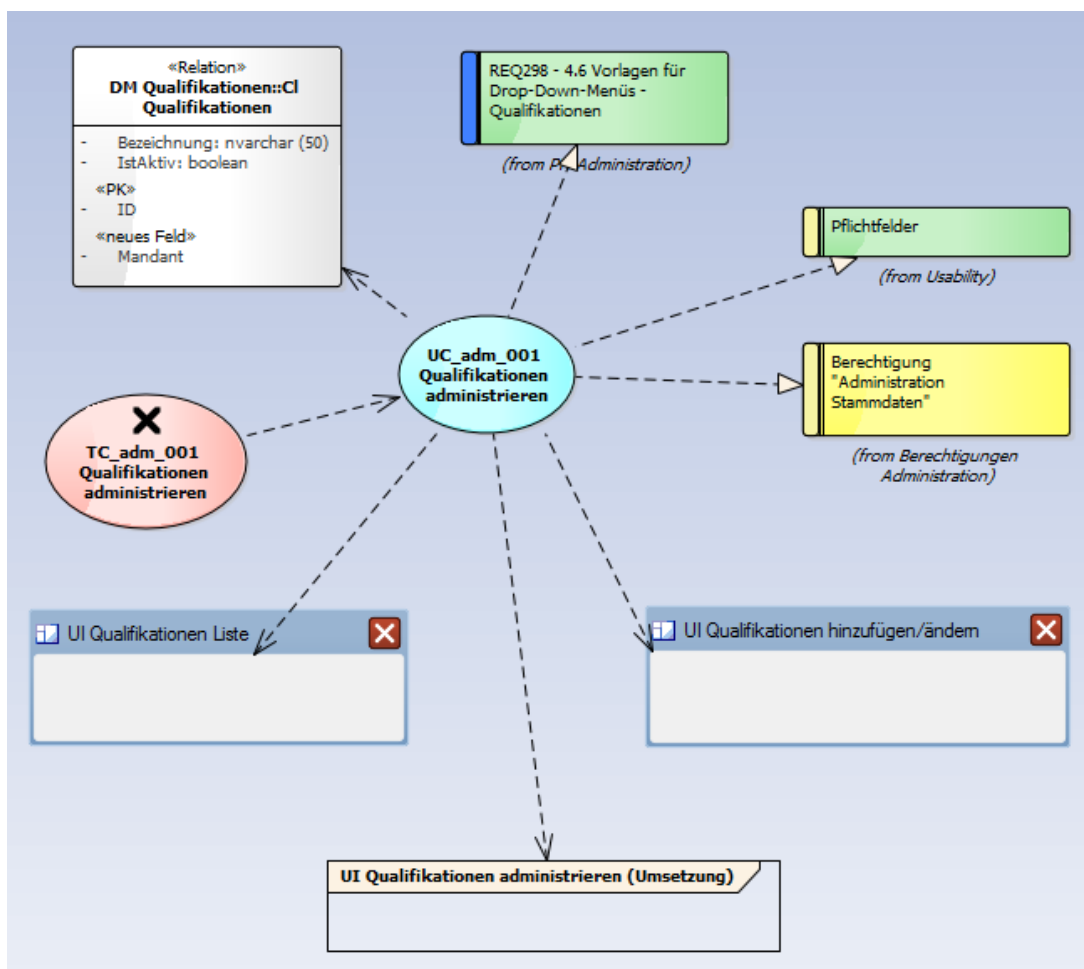 «Relation»
DM Qualifikationen::Cl
Qualifikationen
- Bezeichnung: nvarchar (50)
- IstAktiv: boolean
«PK»
- ID
«neues Feld»
- Mandant
REQ298 - 4.6 Vorlagen für
Drop-Down-Menüs -
Qualifikationen
(from Administration)
Pflichtfelder
(from Usability)
UC_adm_001
Qualifikationen
administrieren
Berechtigung
"Administration
Stammdaten"
(from Berechtigungen
Administration)
TC_adm_001
Qualifikationen
administrieren
UI Qualifikationen Liste
UI Qualifikationen hinzufügen/ändern
UI Qualifikationen administrieren (Umsetzung)